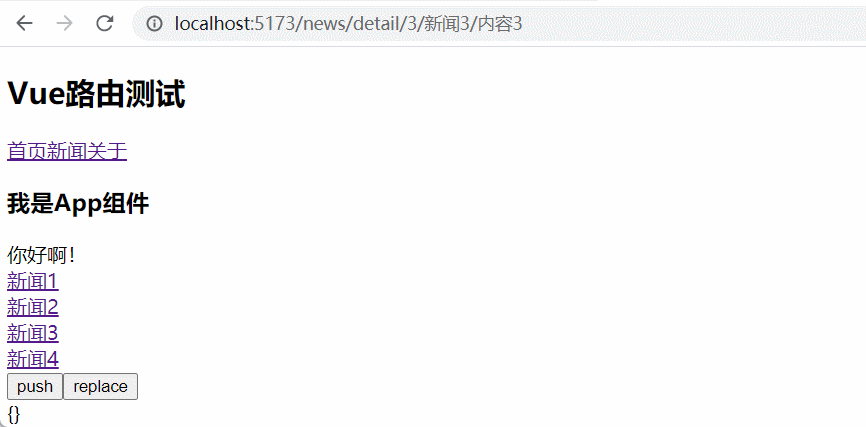 localhost:5173/news/detail/3/新闻3/内容3
Vue路由测试
首页新闻关于
我是App组件
你好啊！
新闻1
新闻2
新闻3
新闻4
push replace
{}